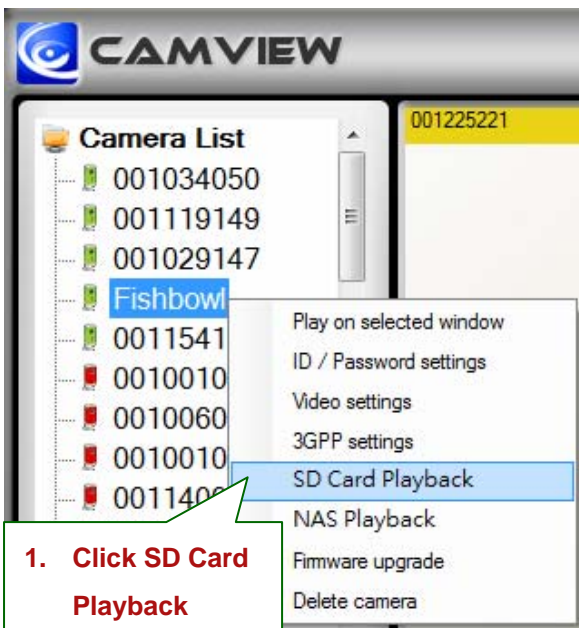 CAMVIEW
Camera List
001034050
001119149
001029147
Fishbowl
0011541
0010010
0010060
0010010
001140
001225221
Play on selected window
ID / Password settings
Video settings
3GPP settings
SD Card Playback
NAS Playback
Firmware upgrade
Delete camera
1. Click SD Card
Playback